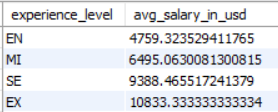 experience_level avg_salary_in_usd
EN 4759.323529411765
MI 6495.0630081300815
SE 9388.465517241379
EX 10833.333333333334